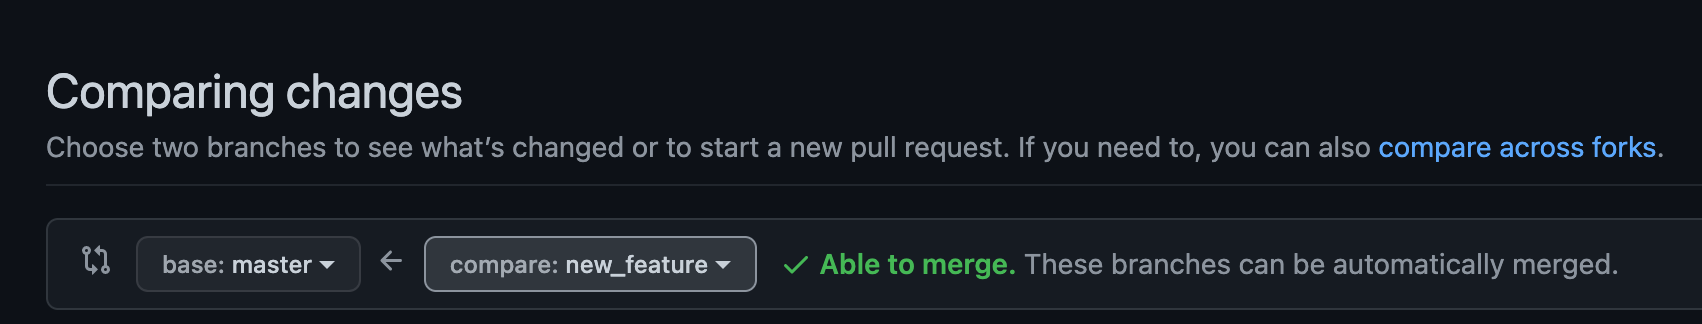 Comparing changes
Choose two branches to see what’s changed or to start a new pull request. If you need to, you can also compare across forks.
base: master compare: new_feature Able to merge. These branches can be automatically merged.